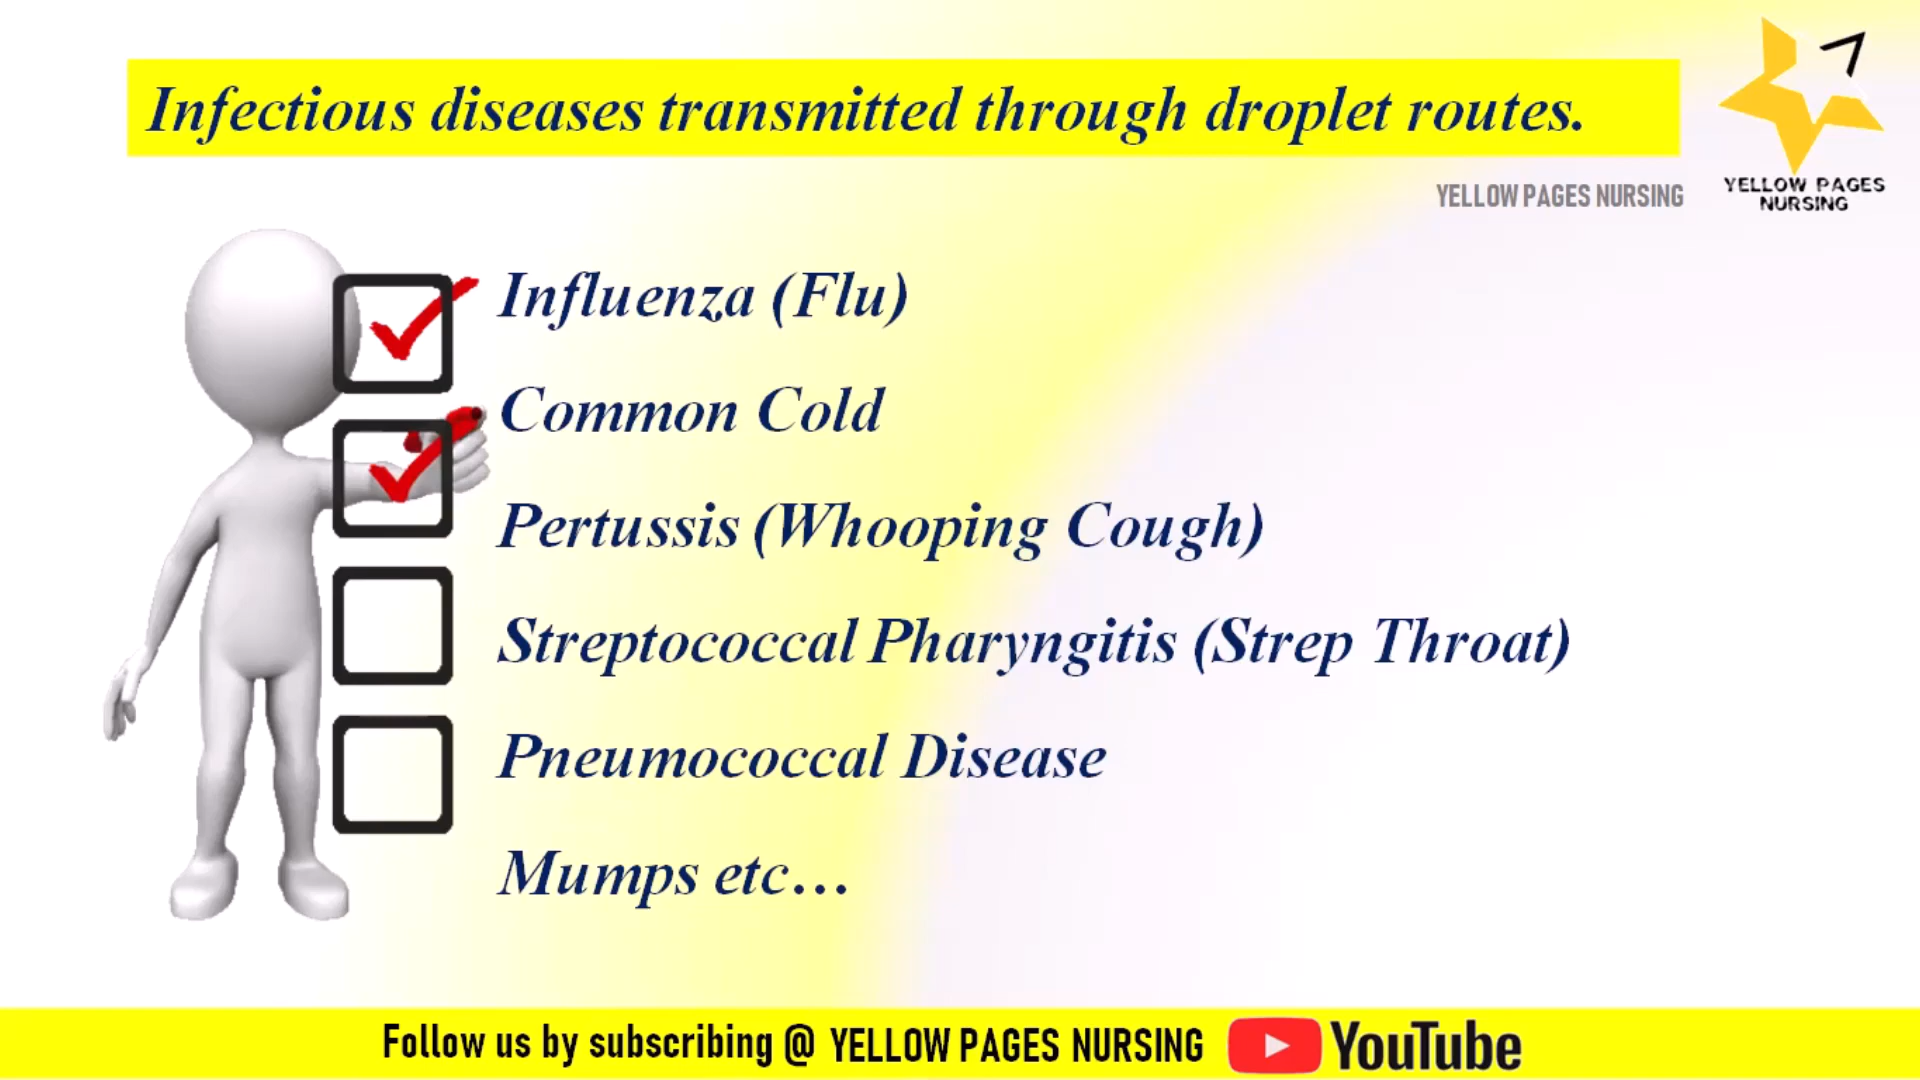 Infectious diseases transmitted through droplet routes.
YELLOW PAGES NURSING
YELLOW PAGES
NURSING
Influenza (Flu)
Common Cold
Pertussis (Whooping Cough)
Streptococcal Pharyngitis (Strep Throat)
Pneumococcal Disease
Mumps etc…
Follow us by subscribing @ YELLOW PAGES NURSING YouTube